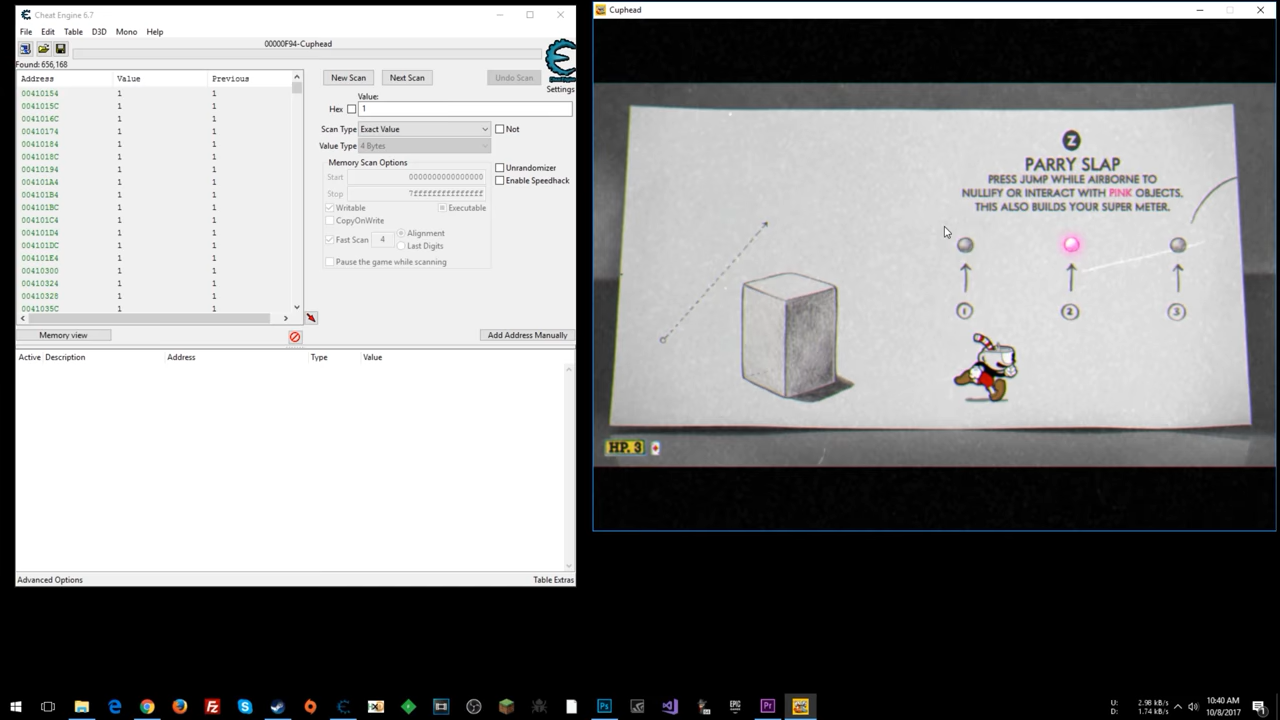 Cheat Engine 6.7
File Edit Table D3D Mono Help
00000F94-Cuphead
Found: 656,168
Address Value Previous
00410154 1 1
0041015C 1 1
0041016C 1 1
00410174 1 1
00410184 1 1
0041018C 1 1
00410194 1 1
004101A4 1 1
004101B4 1 1
004101BC 1 1
004101C4 1 1
004101D4 1 1
004101DC 1 1
004101E4 1 1
00410300 1 1
00410324 1 1
00410328 1 1
0041035C 1 1
New Scan Next Scan Undo Scan
Settings
Value:
Hex 1
Scan Type Exact Value Not
Value Type 4 Bytes
Memory Scan Options
Unrandomizer
Enable Speedhack
Start 0000000000000000
Stop 7fffffffffffffff
Writable Executable
CopyOnWrite
Fast Scan 4 Alignment
Last Digits
Pause the game while scanning
Memory view Add Address Manually
Active Description Address Type Value
Advanced Options Table Extras
Cuphead
Z
PARRY SLAP
PRESS JUMP WHILE AIRBORNE TO
NULLIFY OR INTERACT WITH PINK OBJECTS.
THIS ALSO BUILDS YOUR SUPER METER.
1 2 3
HP. 3
U: 2.98 kB/s
D: 1.74 kB/s
10:40 AM
10/8/2017